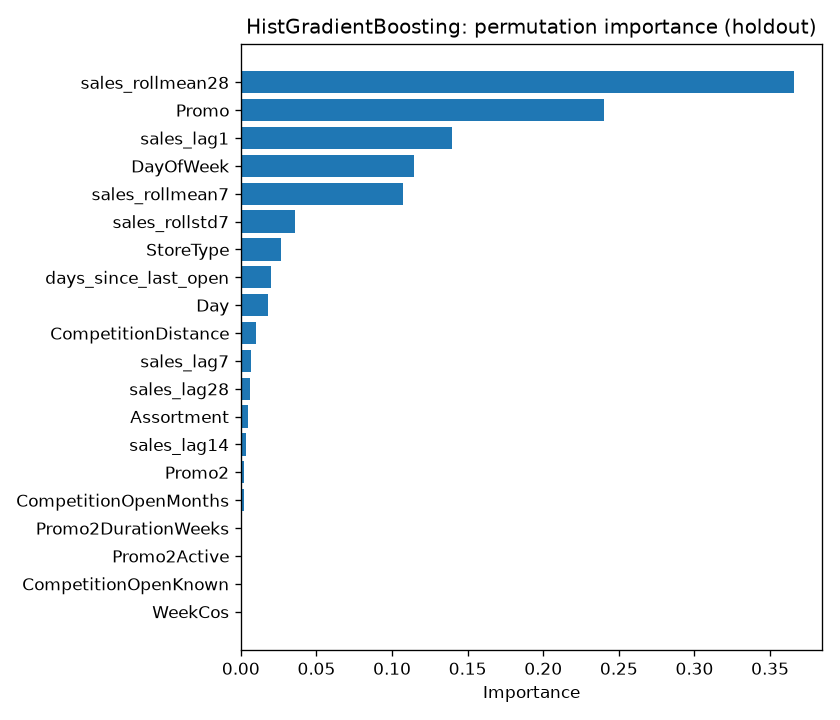 HistGradientBoosting: permutation importance (holdout)
sales_rollmean28
Promo
sales_lag1
DayOfWeek
sales_rollmean7
sales_rollstd7
StoreType
days_since_last_open
Day
CompetitionDistance
sales_lag7
sales_lag28
Assortment
sales_lag14
Promo2
CompetitionOpenMonths
Promo2DurationWeeks
Promo2Active
CompetitionOpenKnown
WeekCos
0.00 0.05 0.10 0.15 0.20 0.25 0.30 0.35
Importance